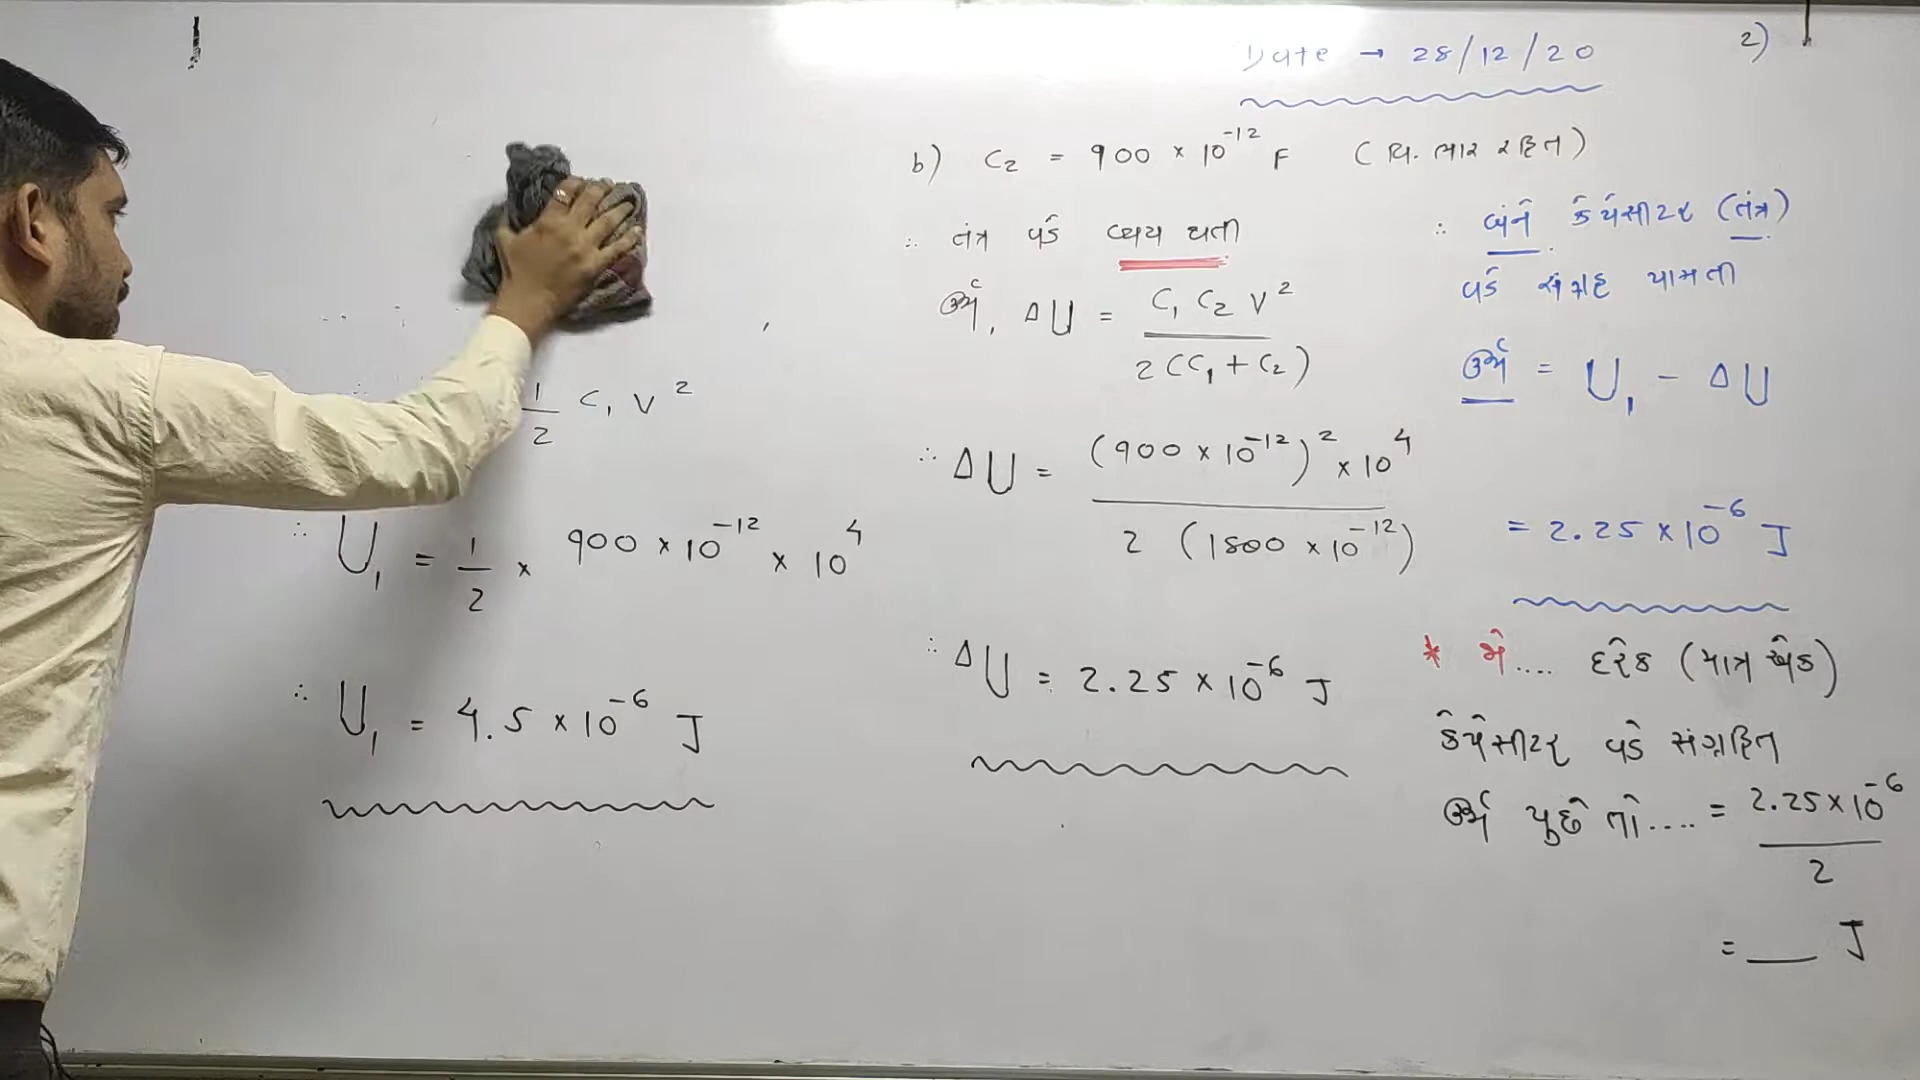 Date → 28/12/20
2)
½ C₁ V²
∴ U₁ = ½ × 900 × 10⁻¹² × 10⁴
∴ U₁ = 4.5 × 10⁻⁶ J
b) C₂ = 900 × 10⁻¹² F (વિ. ભાર રહિત)
∴ તંત્ર વડે વ્યય થતી
ઊર્જા, ΔU = C₁ C₂ V² / 2 (C₁ + C₂)
∴ ΔU = (900 × 10⁻¹²)² × 10⁴ / 2 (1800 × 10⁻¹²)
∴ ΔU = 2.25 × 10⁻⁶ J
∴ બંને કેપેસીટર (તંત્ર)
વડે સંગ્રહ પામતી
ઊર્જા = U₁ − ΔU
= 2.25 × 10⁻⁶ J
* જો.... દરેક (માત્ર એક)
કેપેસીટર વડે સંગ્રહિત
ઊર્જા પુછે તો.... = 2.25 × 10⁻⁶ / 2
= ___ J